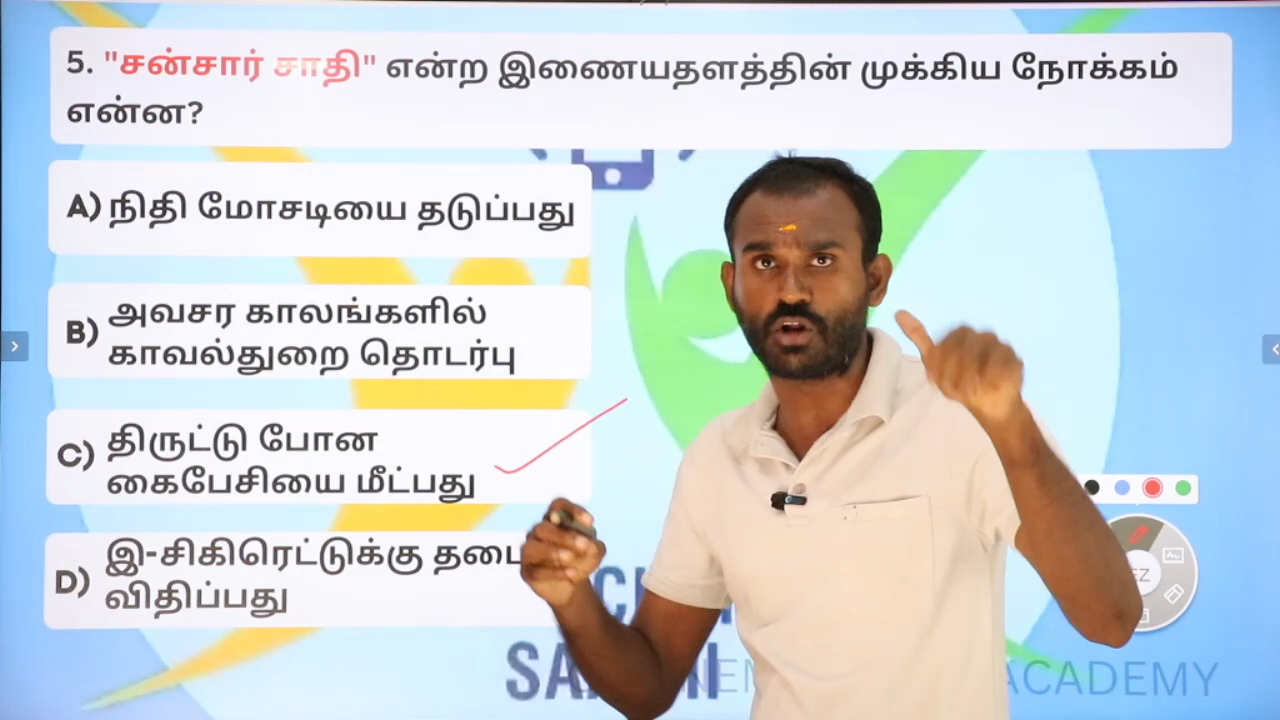 5. "சன்சார் சாதி" என்ற இணையதளத்தின் முக்கிய நோக்கம்
என்ன?
A) நிதி மோசடியை தடுப்பது
B) அவசர காலங்களில்
காவல்துறை தொடர்பு
C) திருட்டு போன
கைபேசியை மீட்பது
D) இ-சிகிரெட்டுக்கு தடை
விதிப்பது
ACADEMY